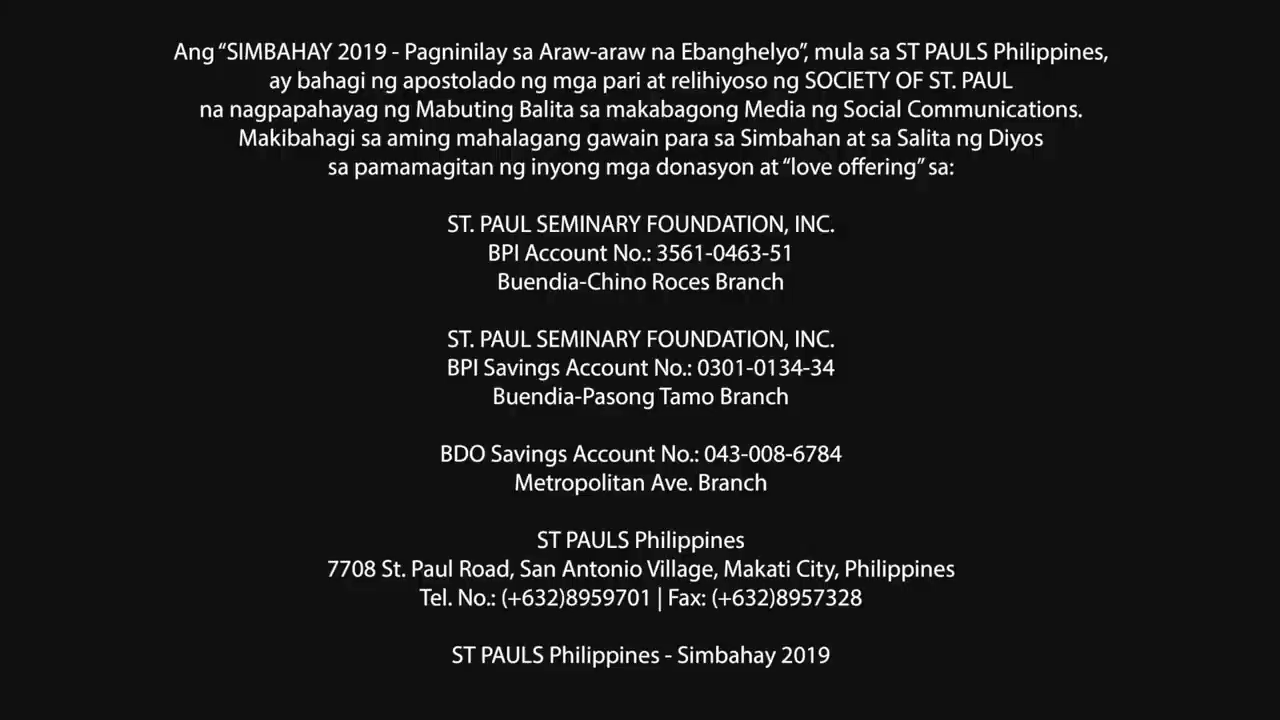 Ang “SIMBAHAY 2019 - Pagninilay sa Araw-araw na Ebanghelyo”, mula sa ST PAULS Philippines,
ay bahagi ng apostolado ng mga pari at relihiyoso ng SOCIETY OF ST. PAUL
na nagpapahayag ng Mabuting Balita sa makabagong Media ng Social Communications.
Makibahagi sa aming mahalagang gawain para sa Simbahan at sa Salita ng Diyos
sa pamamagitan ng inyong mga donasyon at “love offering” sa:
ST. PAUL SEMINARY FOUNDATION, INC.
BPI Account No.: 3561-0463-51
Buendia-Chino Roces Branch
ST. PAUL SEMINARY FOUNDATION, INC.
BPI Savings Account No.: 0301-0134-34
Buendia-Pasong Tamo Branch
BDO Savings Account No.: 043-008-6784
Metropolitan Ave. Branch
ST PAULS Philippines
7708 St. Paul Road, San Antonio Village, Makati City, Philippines
Tel. No.: (+632)8959701 | Fax: (+632)8957328
ST PAULS Philippines - Simbahay 2019